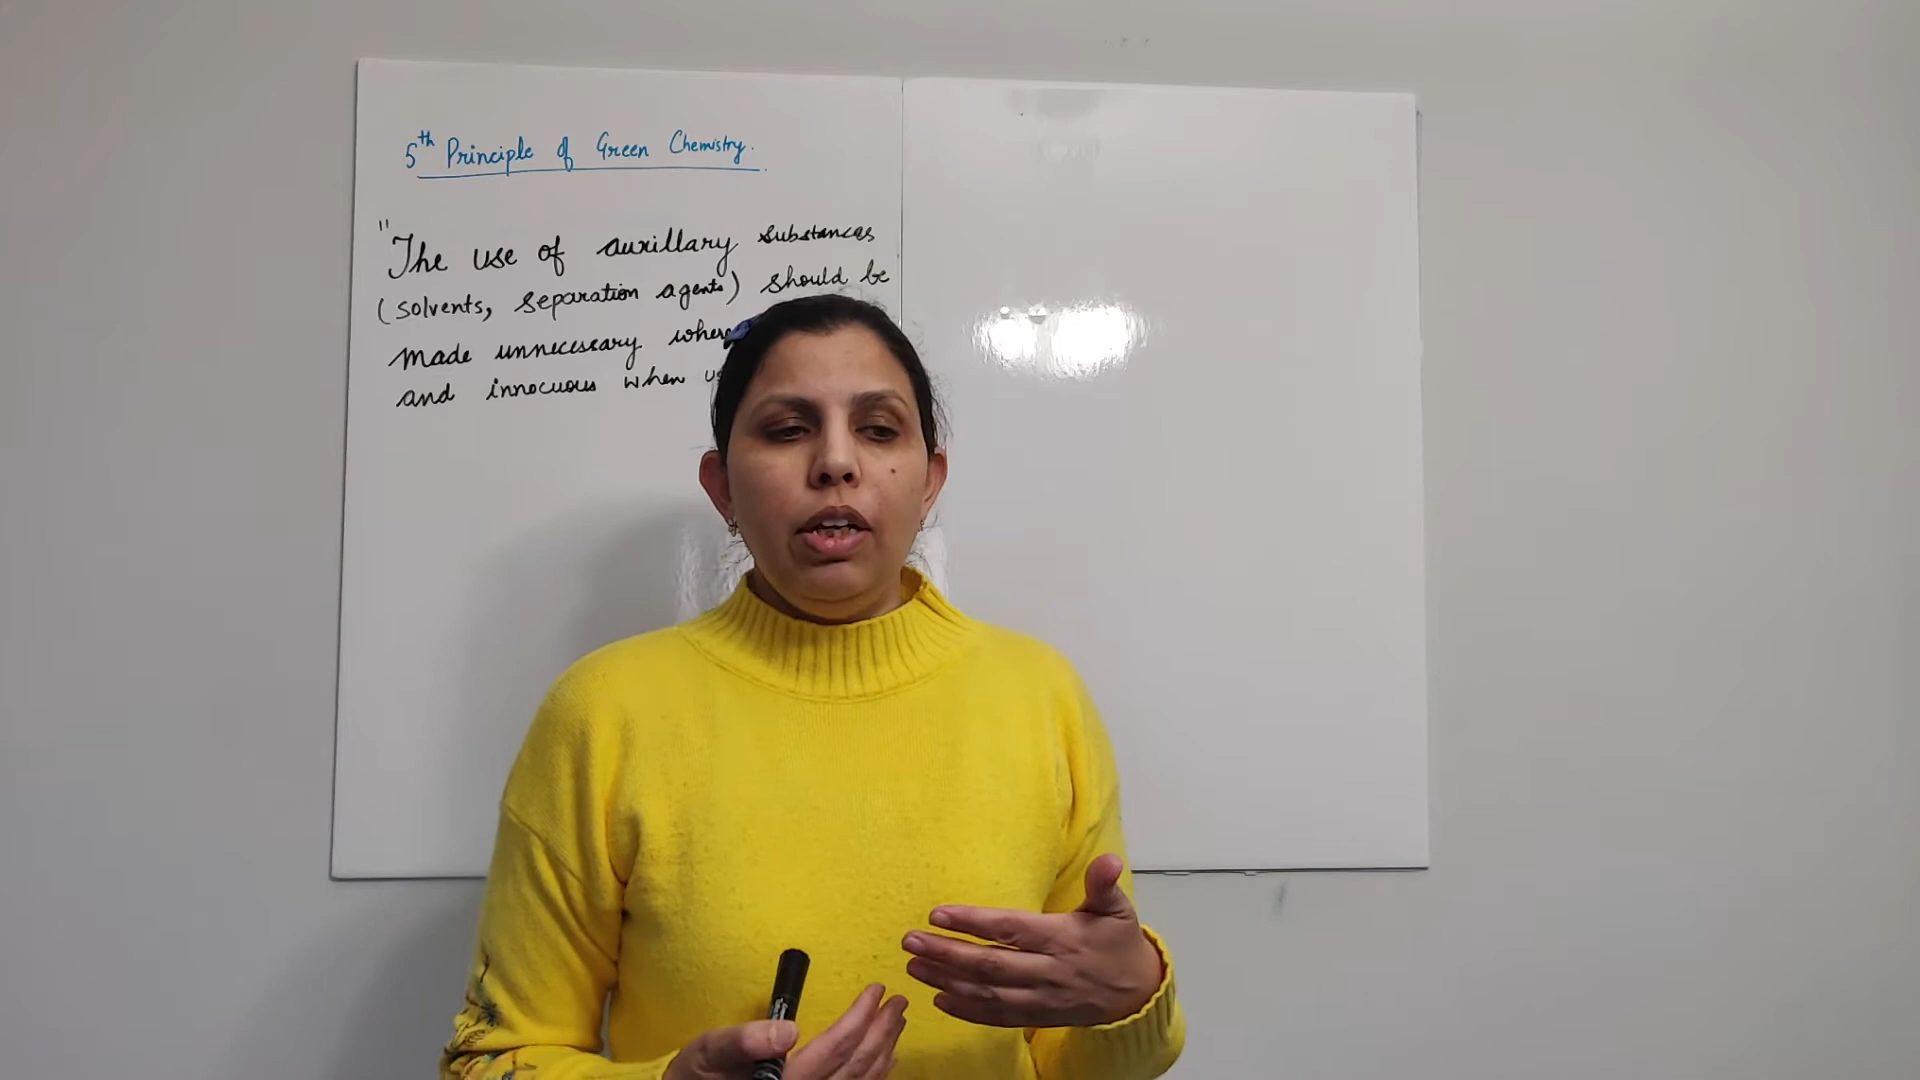 5th Principle of Green Chemistry.
"The use of auxillary substances
(solvents, separation agents) should be
made unnecessary
and innocuous when